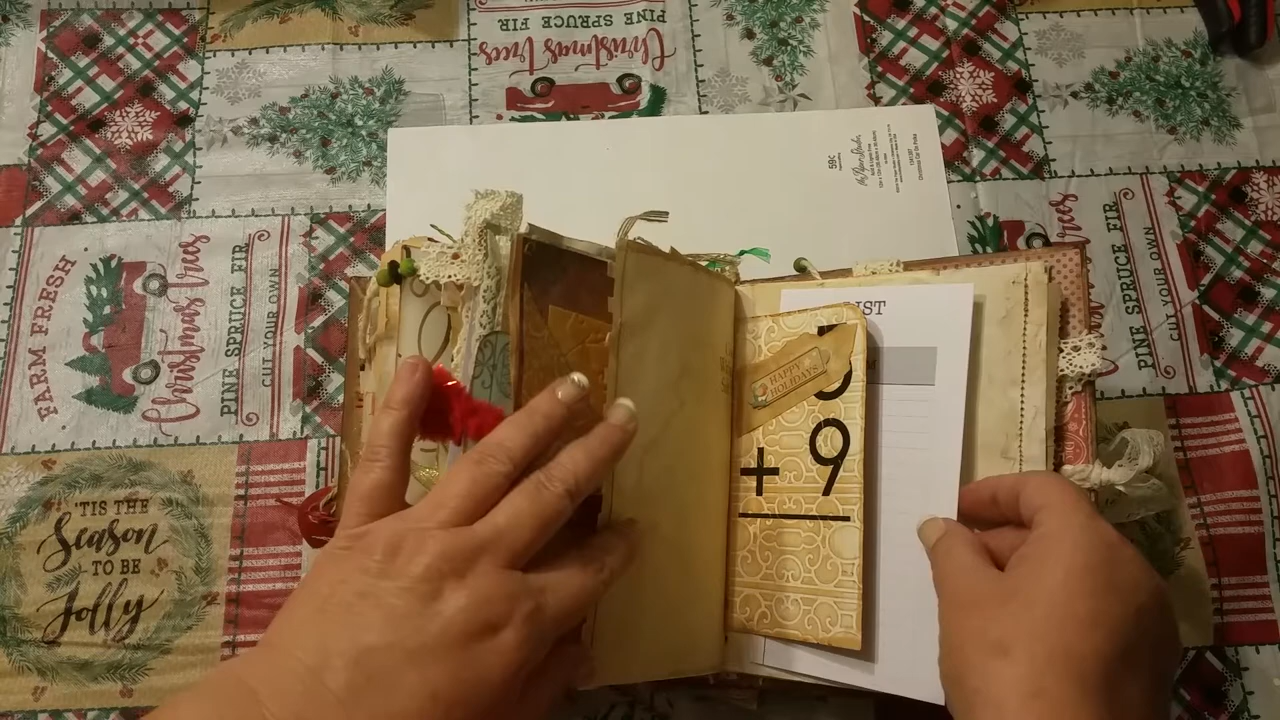 PINE SPRUCE FIR
Christmas Trees
59¢
LIST
HAPPY
HOLIDAYS
+ 9
FARM FRESH
Christmas Trees
PINE SPRUCE FIR
CUT YOUR OWN
PINE SPRUCE FIR
CUT YOUR OWN
'TIS THE
Season
TO BE
Jolly